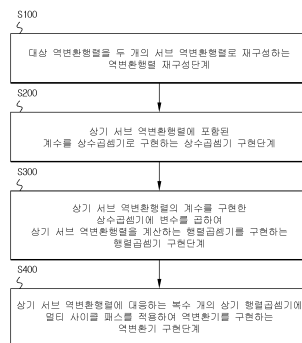 S100
대상 역변환행렬을 두 개의 서브 역변환행렬로 재구성하는
역변환행렬 재구성단계
S200
상기 서브 역변환행렬에 포함된
계수를 상수곱셈기로 구현하는 상수곱셈기 구현단계
S300
상기 서브 역변환행렬의 계수를 구현한
상수곱셈기에 변수를 곱하여
상기 서브 역변환행렬을 계산하는 행렬곱셈기를 구현하는
행렬곱셈기 구현단계
S400
상기 서브 역변환행렬에 대응하는 복수 개의 상기 행렬곱셈기에
멀티 사이클 패스를 적용하여 역변환기를 구현하는
역변환기 구현단계